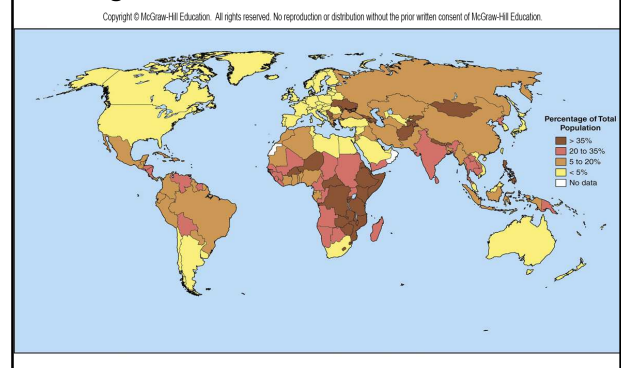 Copyright © McGraw-Hill Education. All rights reserved. No reproduction or distribution without the prior written consent of McGraw-Hill Education.
Percentage of Total
Population
> 35%
20 to 35%
5 to 20%
< 5%
No data